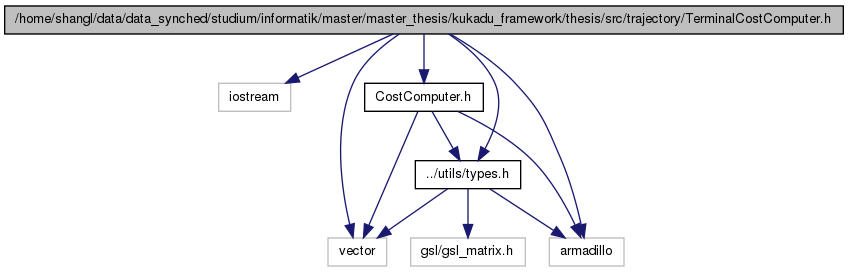 /home/shangl/data/data_synched/studium/informatik/master/master_thesis/kukadu_framework/thesis/src/trajectory/TerminalCostComputer.h
iostream
CostComputer.h
../utils/types.h
vector
gsl/gsl_matrix.h
armadillo